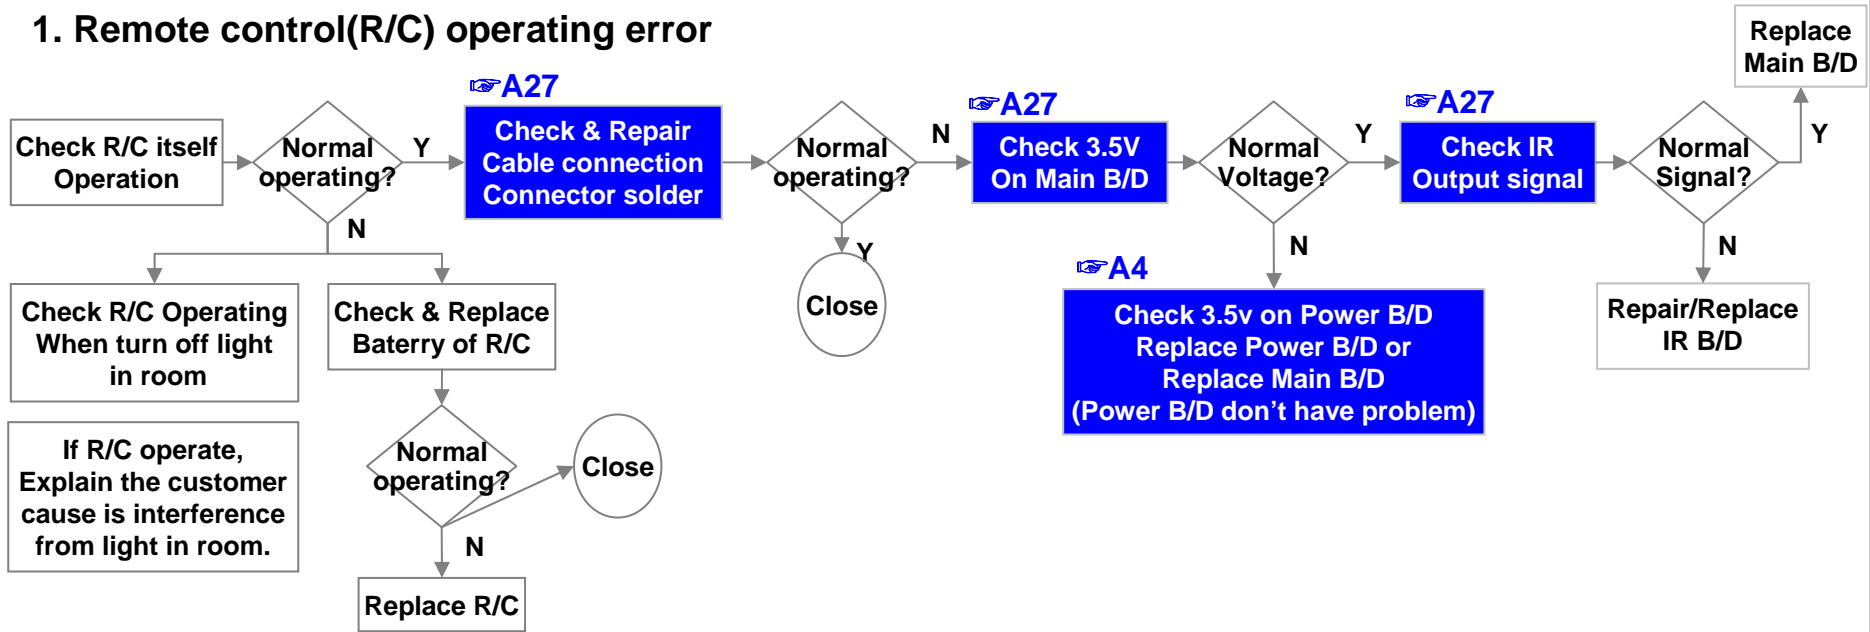 1. Remote control(R/C) operating error
Replace
Main B/D
☞A27
☞A27
☞A27
Check R/C itself
Operation
Normal
operating?
Y
Check & Repair
Cable connection
Connector solder
Normal
operating?
N
Check 3.5V
On Main B/D
Normal
Voltage?
Y
Check IR
Output signal
Normal
Signal?
Y
N
Y
Close
N
N
☞A4
Check R/C Operating
When turn off light
in room
Check & Replace
Baterry of R/C
Check 3.5v on Power B/D
Replace Power B/D or
Replace Main B/D
(Power B/D don’t have problem)
Repair/Replace
IR B/D
If R/C operate,
Explain the customer
cause is interference
from light in room.
Normal
operating?
Close
N
Replace R/C